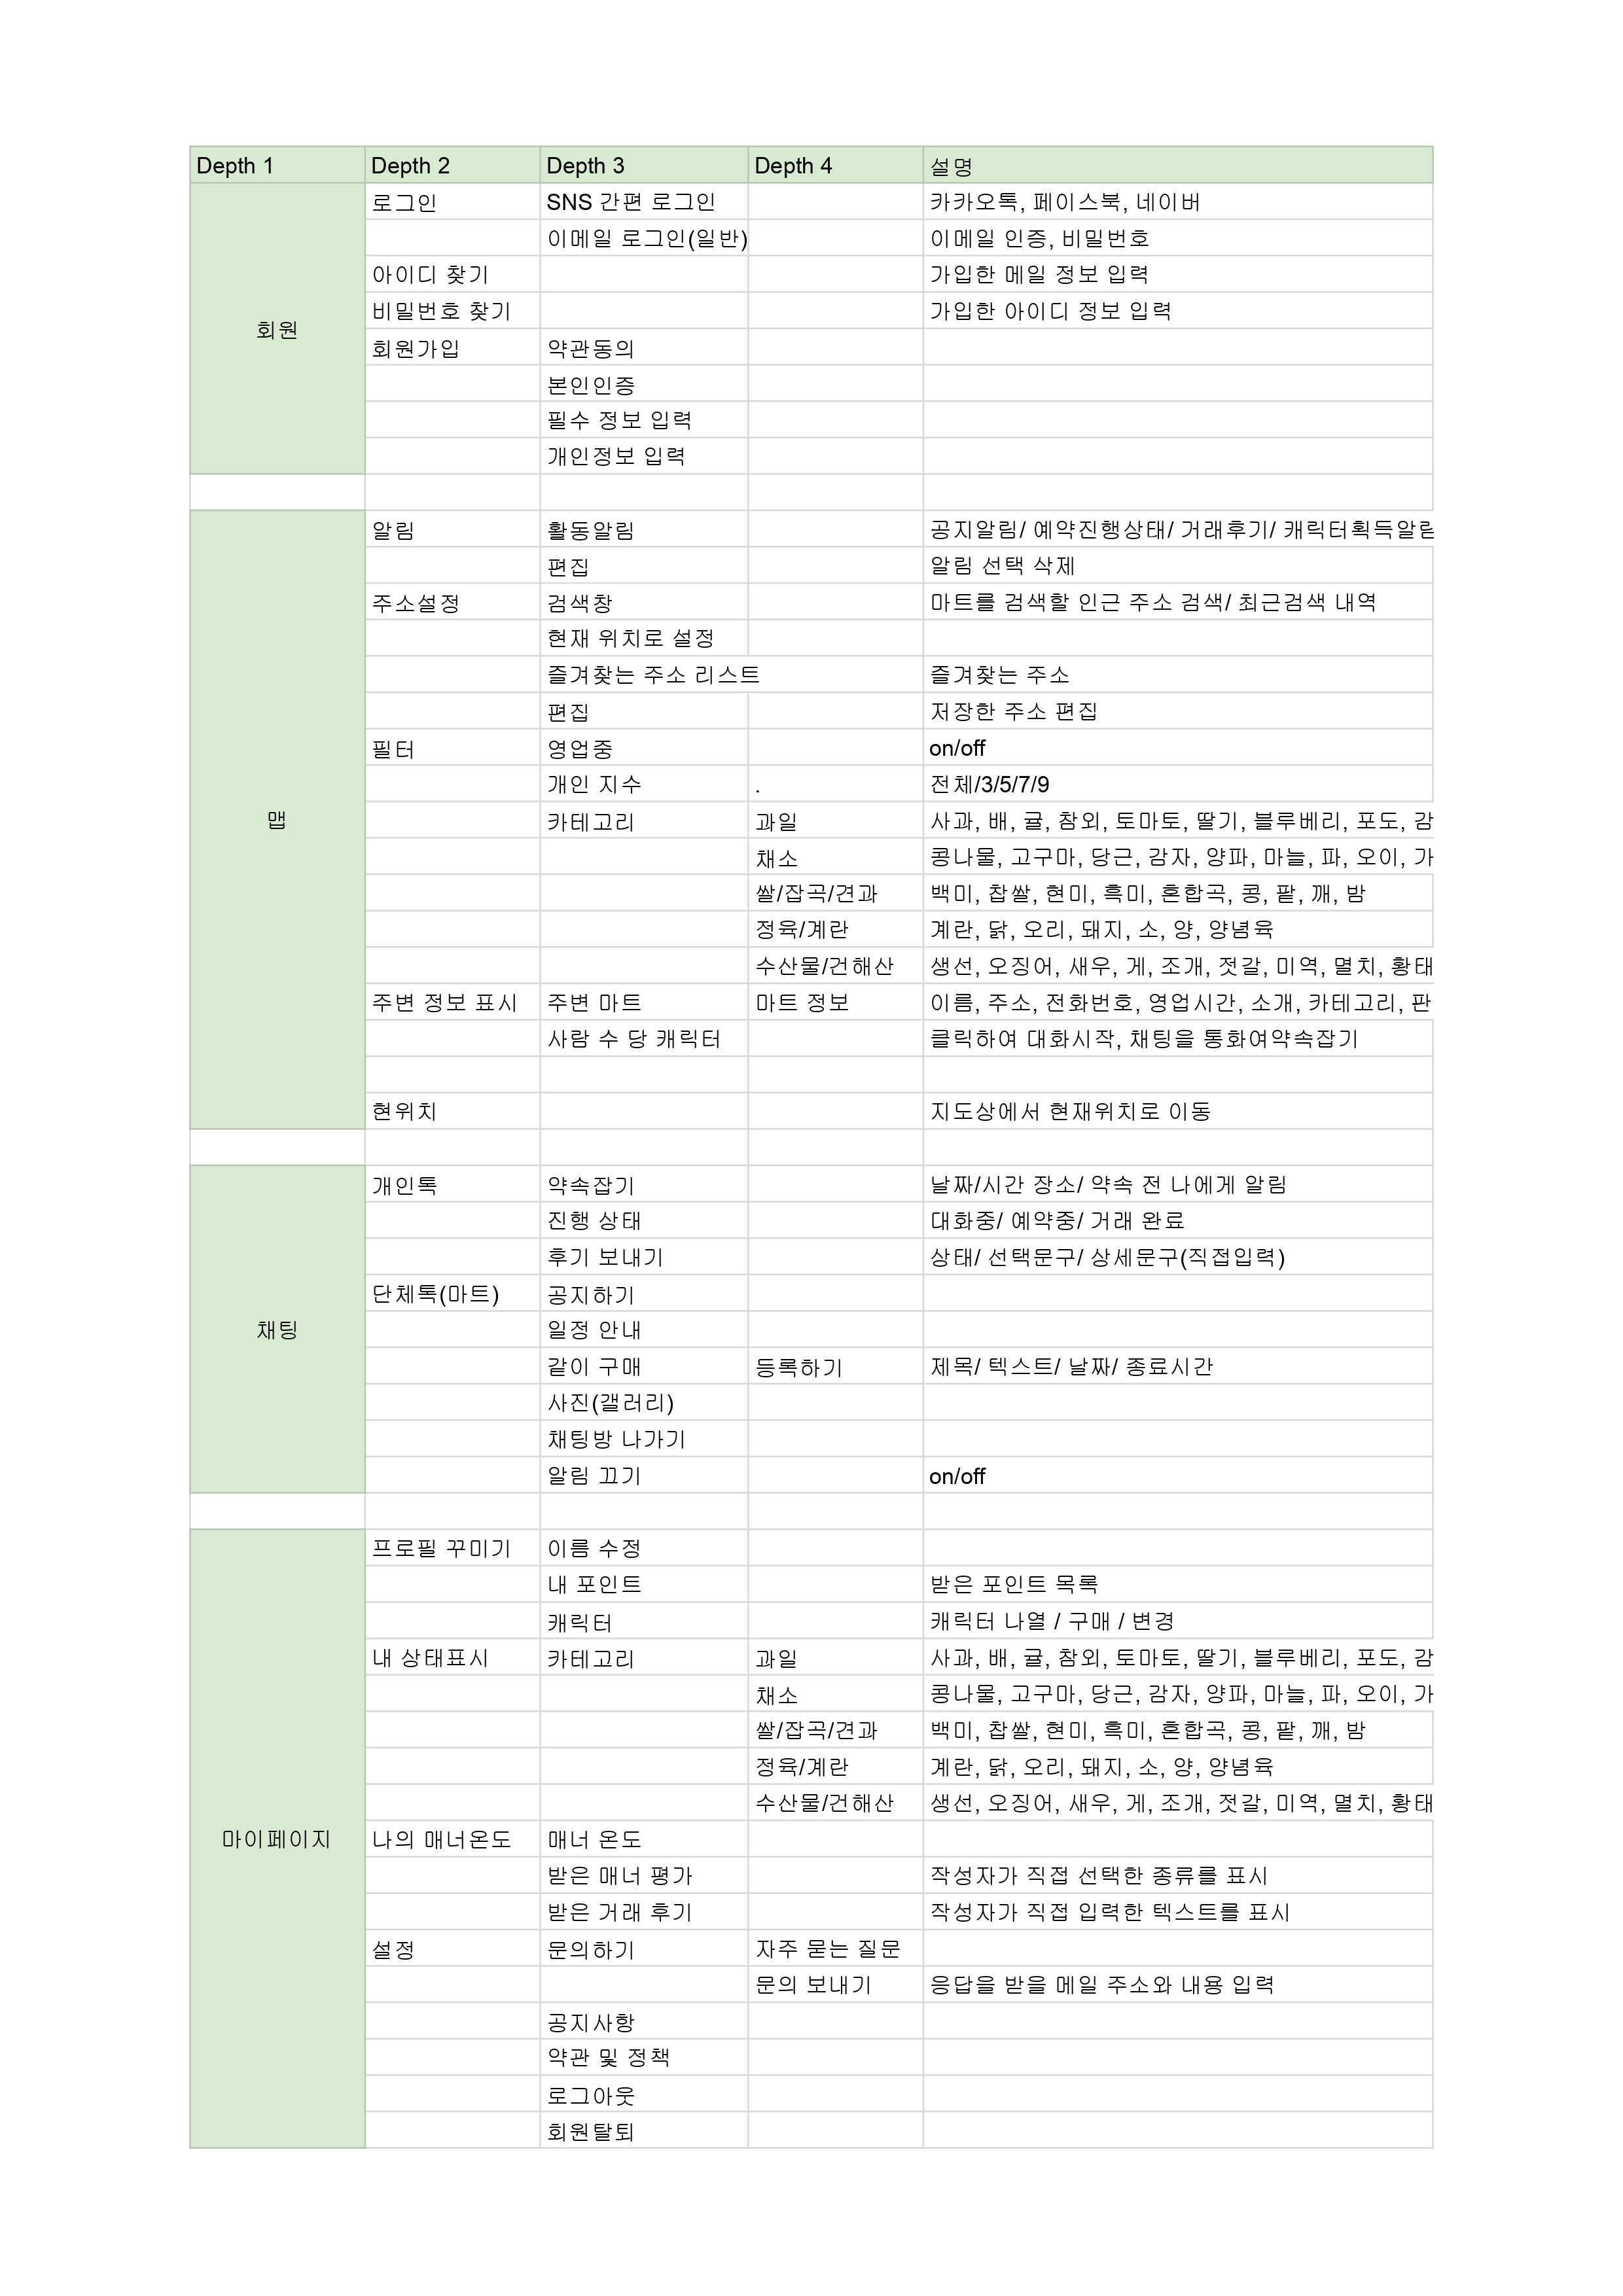 Depth 1 Depth 2 Depth 3 Depth 4 설명
회원
로그인 SNS 간편 로그인 카카오톡, 페이스북, 네이버
이메일 로그인(일반) 이메일 인증, 비밀번호
아이디 찾기 가입한 메일 정보 입력
비밀번호 찾기 가입한 아이디 정보 입력
회원가입 약관동의
본인인증
필수 정보 입력
개인정보 입력
맵
알림 활동알림 공지알림/ 예약진행상태/ 거래후기/ 캐릭터획득알림
편집 알림 선택 삭제
주소설정 검색창 마트를 검색할 인근 주소 검색/ 최근검색 내역
현재 위치로 설정
즐겨찾는 주소 리스트 즐겨찾는 주소
편집 저장한 주소 편집
필터 영업중 on/off
개인 지수 . 전체/3/5/7/9
카테고리 과일 사과, 배, 귤, 참외, 토마토, 딸기, 블루베리, 포도, 감
채소 콩나물, 고구마, 당근, 감자, 양파, 마늘, 파, 오이, 가
쌀/잡곡/견과 백미, 찹쌀, 현미, 흑미, 혼합곡, 콩, 팥, 깨, 밤
정육/계란 계란, 닭, 오리, 돼지, 소, 양, 양념육
수산물/건해산 생선, 오징어, 새우, 게, 조개, 젓갈, 미역, 멸치, 황태
주변 정보 표시 주변 마트 마트 정보 이름, 주소, 전화번호, 영업시간, 소개, 카테고리, 판
사람 수 당 캐릭터 클릭하여 대화시작, 채팅을 통화여약속잡기
현위치 지도상에서 현재위치로 이동
채팅
개인톡 약속잡기 날짜/시간 장소/ 약속 전 나에게 알림
진행 상태 대화중/ 예약중/ 거래 완료
후기 보내기 상태/ 선택문구/ 상세문구(직접입력)
단체톡(마트) 공지하기
일정 안내
같이 구매 등록하기 제목/ 텍스트/ 날짜/ 종료시간
사진(갤러리)
채팅방 나가기
알림 끄기 on/off
마이페이지
프로필 꾸미기 이름 수정
내 포인트 받은 포인트 목록
캐릭터 캐릭터 나열 / 구매 / 변경
내 상태표시 카테고리 과일 사과, 배, 귤, 참외, 토마토, 딸기, 블루베리, 포도, 감
채소 콩나물, 고구마, 당근, 감자, 양파, 마늘, 파, 오이, 가
쌀/잡곡/견과 백미, 찹쌀, 현미, 흑미, 혼합곡, 콩, 팥, 깨, 밤
정육/계란 계란, 닭, 오리, 돼지, 소, 양, 양념육
수산물/건해산 생선, 오징어, 새우, 게, 조개, 젓갈, 미역, 멸치, 황태
나의 매너온도 매너 온도
받은 매너 평가 작성자가 직접 선택한 종류를 표시
받은 거래 후기 작성자가 직접 입력한 텍스트를 표시
설정 문의하기 자주 묻는 질문
문의 보내기 응답을 받을 메일 주소와 내용 입력
공지사항
약관 및 정책
로그아웃
회원탈퇴